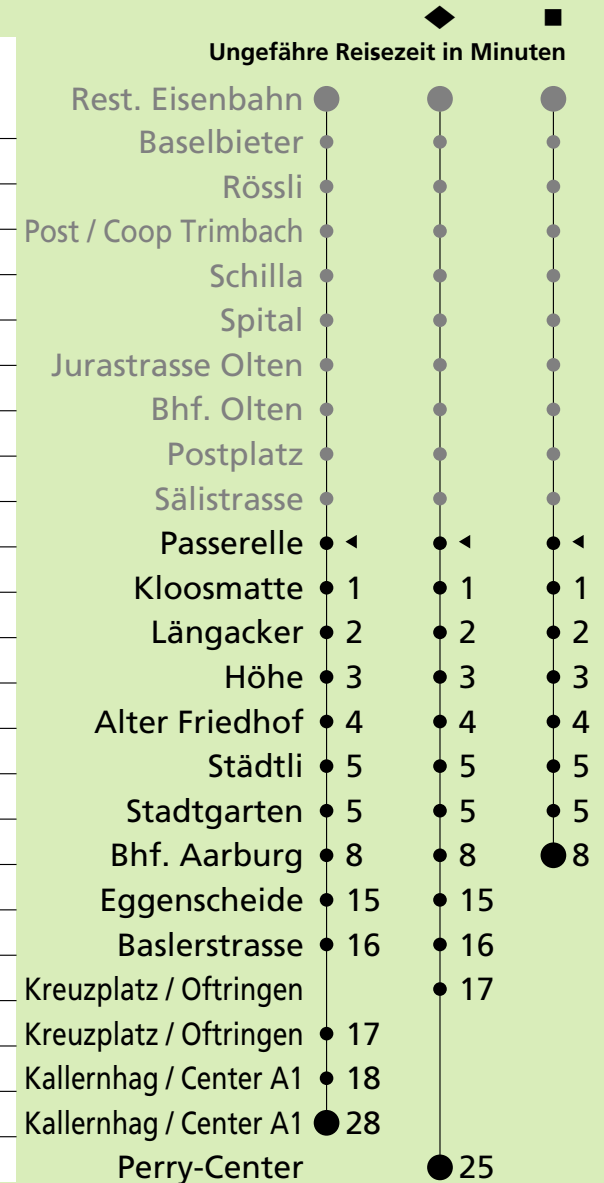 ◆ ■
Ungefähre Reisezeit in Minuten
Rest. Eisenbahn
Baselbieter
Rössli
Post / Coop Trimbach
Schilla
Spital
Jurastrasse Olten
Bhf. Olten
Postplatz
Sälistrasse
Passerelle ◄ ◄ ◄
Kloosmatte 1 1 1
Längacker 2 2 2
Höhe 3 3 3
Alter Friedhof 4 4 4
Städtli 5 5 5
Stadtgarten 5 5 5
Bhf. Aarburg 8 8 8
Eggenscheide 15 15
Baslerstrasse 16 16
Kreuzplatz / Oftringen 17
Kreuzplatz / Oftringen 17
Kallernhag / Center A1 18
Kallernhag / Center A1 28
Perry-Center 25